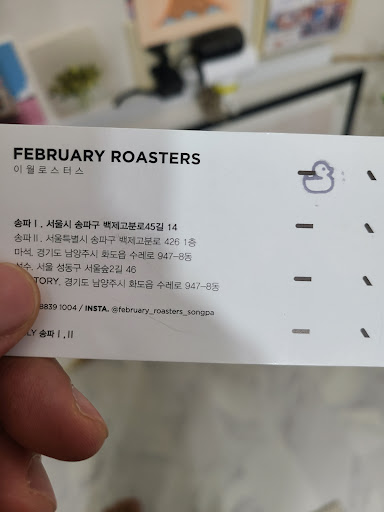 FEBRUARY ROASTERS
이월로스터스
송파Ⅰ, 서울시 송파구 백제고분로45길 14
송파Ⅱ, 서울특별시 송파구 백제고분로 426 1층
마석, 경기도 남양주시 화도읍 수레로 947-8동
성수, 서울 성동구 서울숲2길 46
TORY, 경기도 남양주시 화도읍 수레로 947-8동
8839 1004 / INSTA. @february_roasters_songpa
LY 송파Ⅰ,Ⅱ